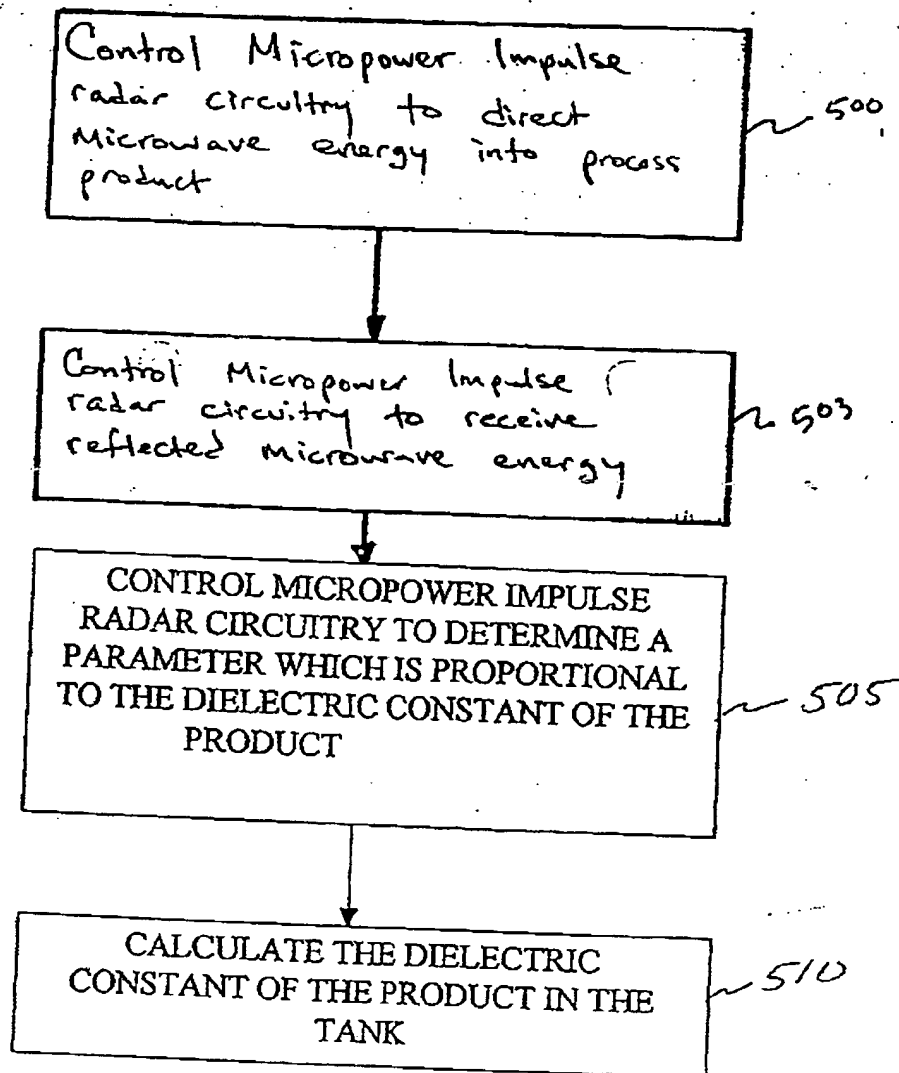 Control Micropower Impulse
radar circuitry to direct
Microwave energy into process
product
500
Control Micropower Impulse
radar circuitry to receive
reflected Microwave energy
503
CONTROL MICROPOWER IMPULSE
RADAR CIRCUITRY TO DETERMINE A
PARAMETER WHICH IS PROPORTIONAL
TO THE DIELECTRIC CONSTANT OF THE
PRODUCT
505
CALCULATE THE DIELECTRIC
CONSTANT OF THE PRODUCT IN THE
TANK
510